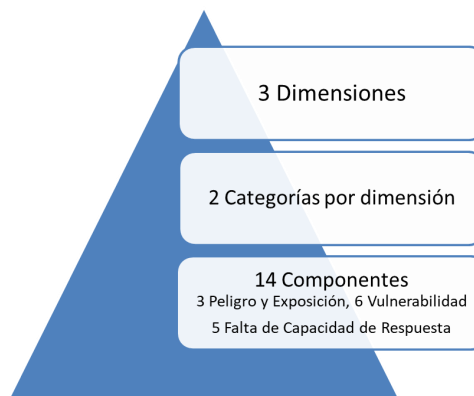 3 Dimensiones
2 Categorías por dimensión
14 Componentes
3 Peligro y Exposición, 6 Vulnerabilidad
5 Falta de Capacidad de Respuesta